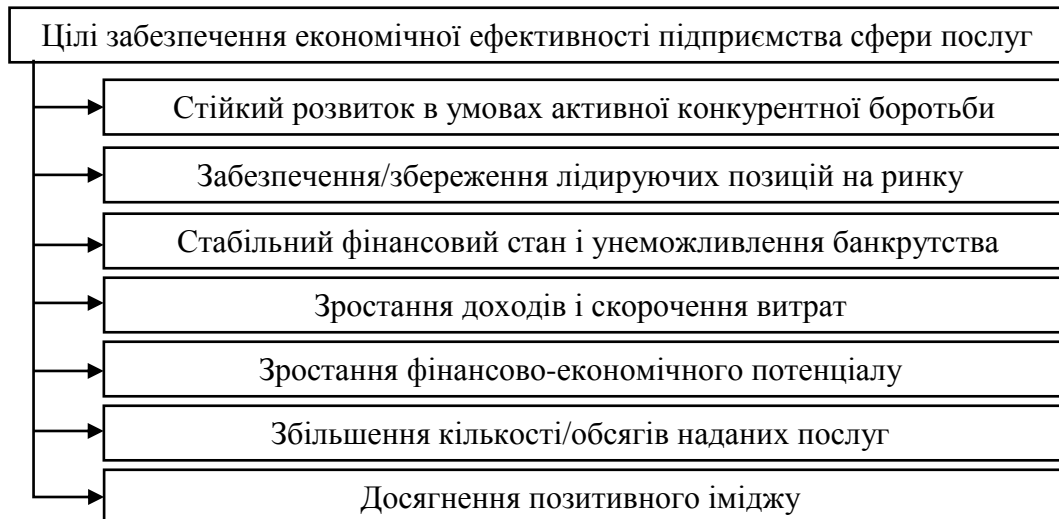 Цілі забезпечення економічної ефективності підприємства сфери послуг
Стійкий розвиток в умовах активної конкурентної боротьби
Забезпечення/збереження лідируючих позицій на ринку
Стабільний фінансовий стан і унеможливлення банкрутства
Зростання доходів і скорочення витрат
Зростання фінансово-економічного потенціалу
Збільшення кількості/обсягів наданих послуг
Досягнення позитивного іміджу